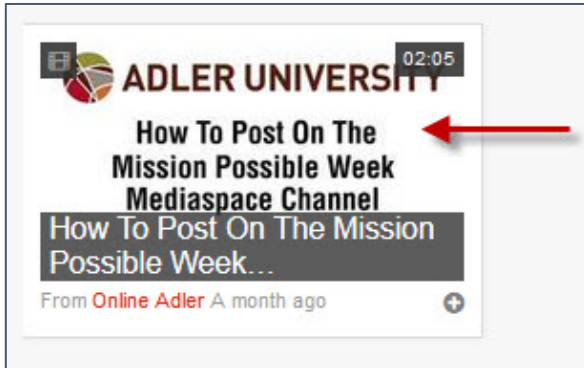 02:05
ADLER UNIVERSITY
How To Post On The
Mission Possible Week
Mediaspace Channel
How To Post On The Mission
Possible Week...
From Online Adler A month ago